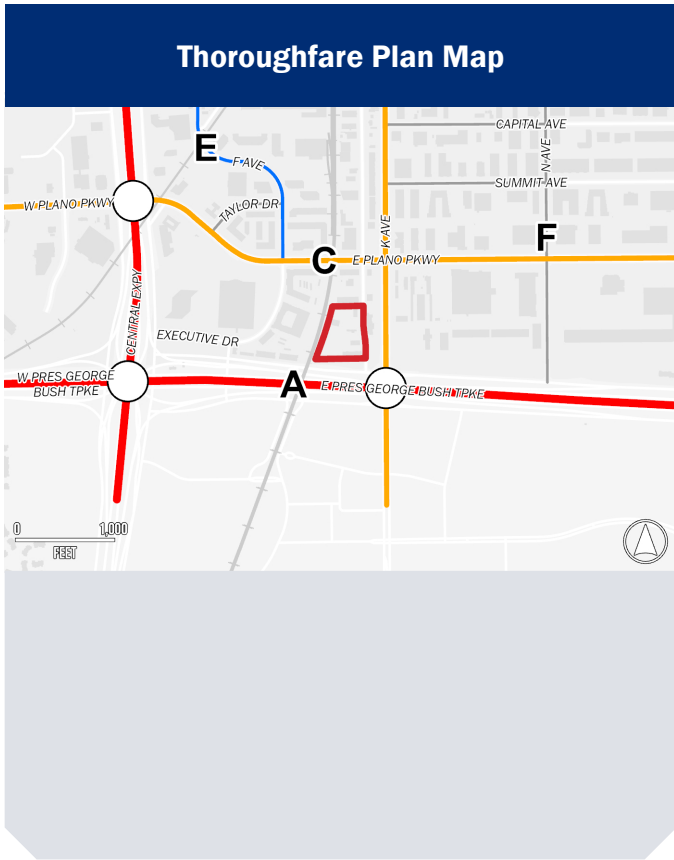 Thoroughfare Plan Map
CAPITAL AVE
N AVE
E
F AVE
SUMMIT AVE
W PLANO PKWY
TAYLOR DR
K AVE
F
C
E PLANO PKWY
CENTRAL EXPY
EXECUTIVE DR
W PRES GEORGE
BUSH TPKE
A
E PRES GEORGE BUSH TPKE
0
1,000
FEET